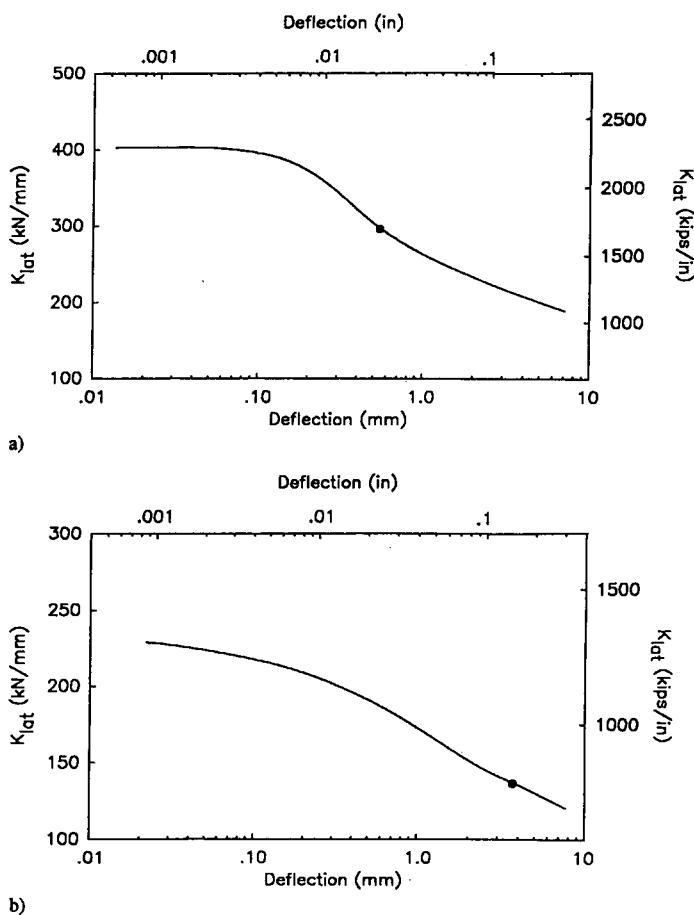 Deflection (in)
.001 .01 .1
500
400
300
200
100
K_lat (kN/mm)
2500
2000
1500
1000
K_lat (kips/in)
.01 .10 1.0 10
Deflection (mm)
a)
Deflection (in)
.001 .01 .1
300
250
200
150
100
K_lat (kN/mm)
1500
1000
K_lat (kips/in)
.01 .10 1.0 10
Deflection (mm)
b)